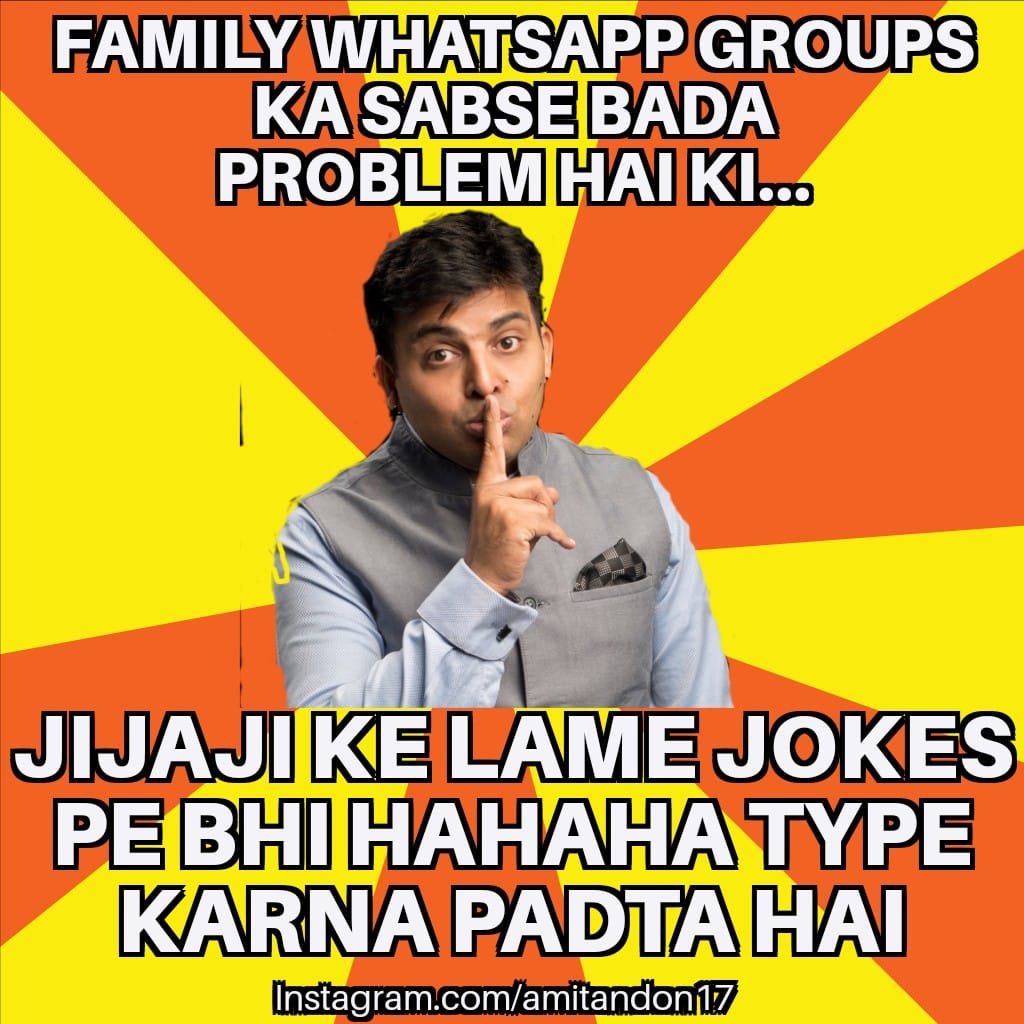 FAMILY WHATSAPP GROUPS
KA SABSE BADA
PROBLEM HAI KI...
JIJAJI KE LAME JOKES
PE BHI HAHAHA TYPE
KARNA PADTA HAI
Instagram.com/amitandon17